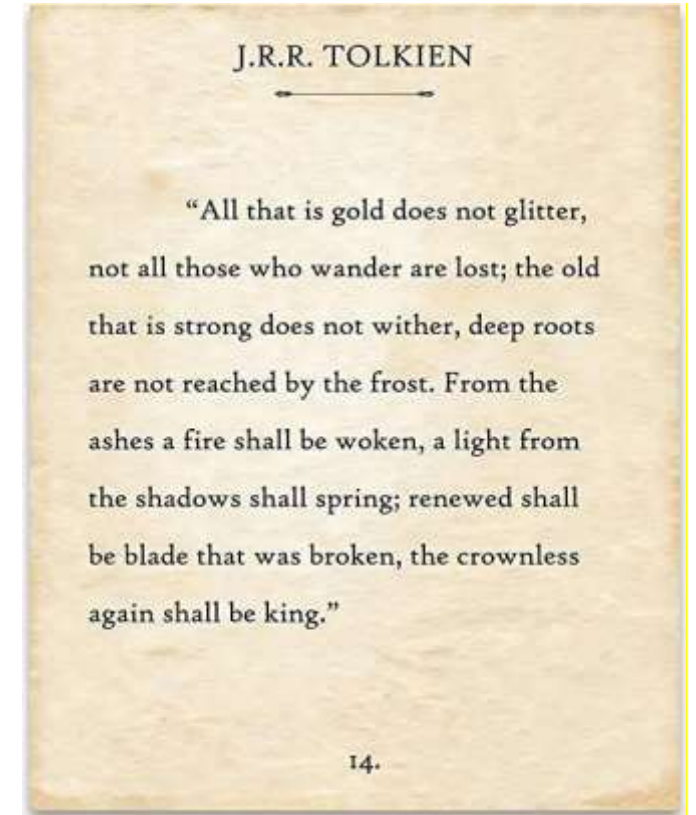 J.R.R. TOLKIEN
“All that is gold does not glitter,
not all those who wander are lost; the old
that is strong does not wither, deep roots
are not reached by the frost. From the
ashes a fire shall be woken, a light from
the shadows shall spring; renewed shall
be blade that was broken, the crownless
again shall be king.”
14.